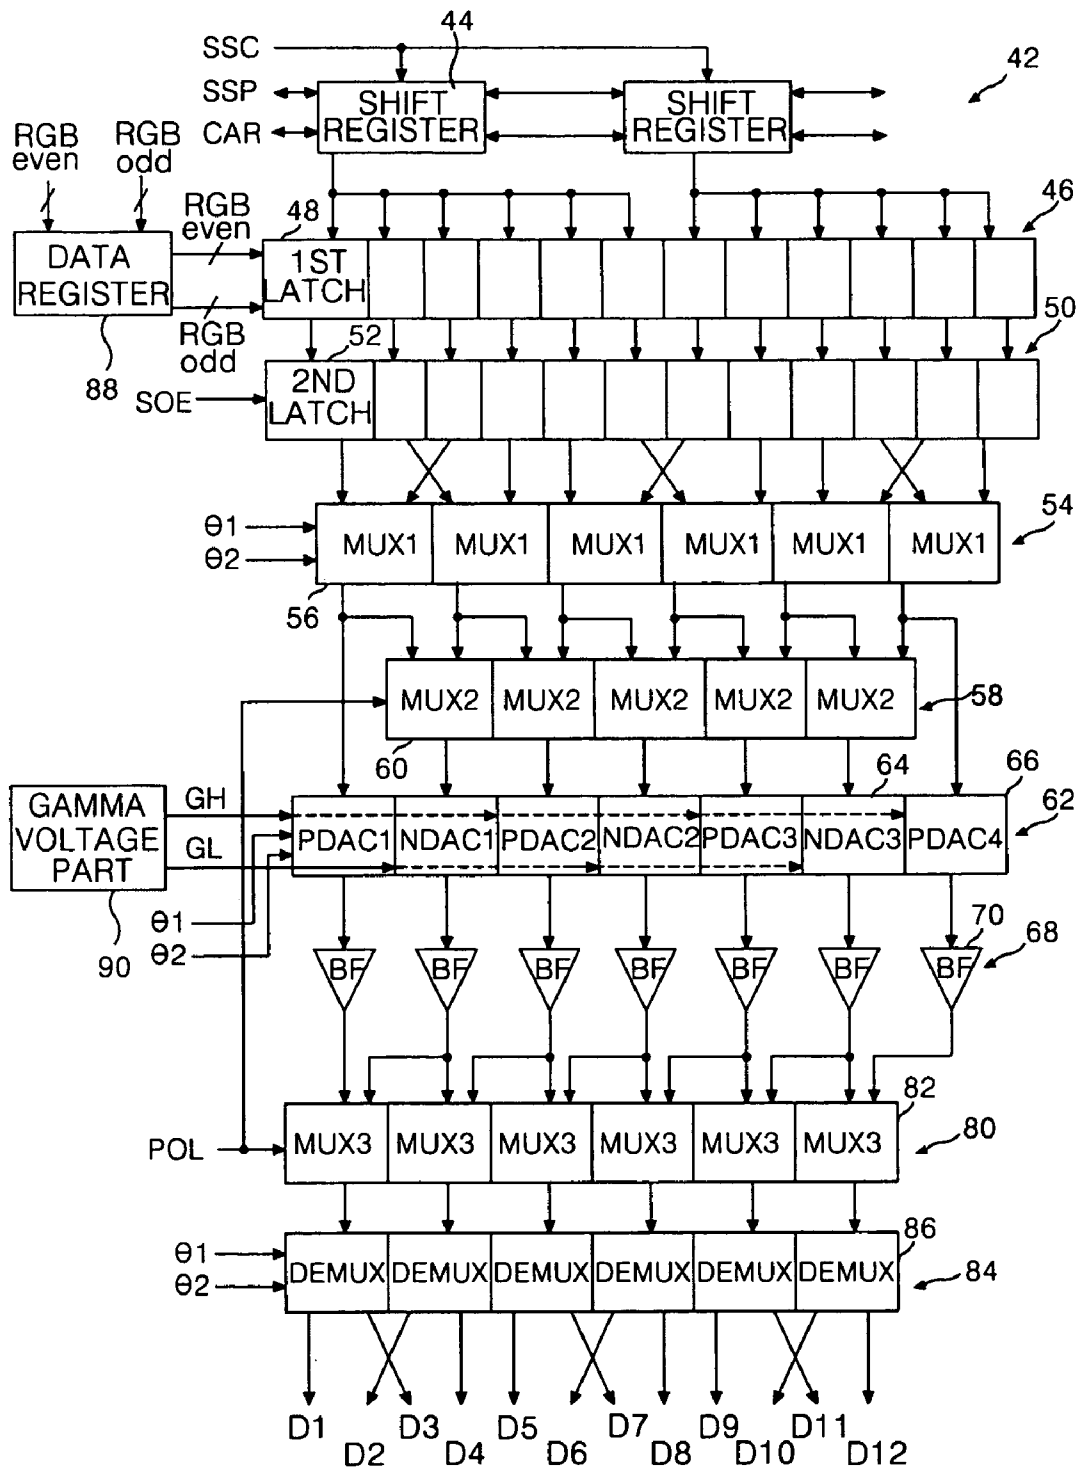 44
SSC
42
SSP
SHIFT REGISTER
SHIFT REGISTER
CAR
RGB even
RGB odd
RGB even
48
46
DATA REGISTER
1ST LATCH
RGB odd
88
52
50
2ND LATCH
SOE
θ1
θ2
MUX1 MUX1 MUX1 MUX1 MUX1 MUX1
54
56
MUX2 MUX2 MUX2 MUX2 MUX2
58
60
64
66
GAMMA VOLTAGE PART
GH
GL
PDAC1 NDAC1 PDAC2 NDAC2 PDAC3 NDAC3 PDAC4
62
θ1
θ2
90
70
BF BF BF BF BF BF BF
68
82
POL
MUX3 MUX3 MUX3 MUX3 MUX3 MUX3
80
86
θ1
θ2
DEMUX DEMUX DEMUX DEMUX DEMUX DEMUX
84
D1 D3 D5 D7 D9 D11
D2 D4 D6 D8 D10 D12